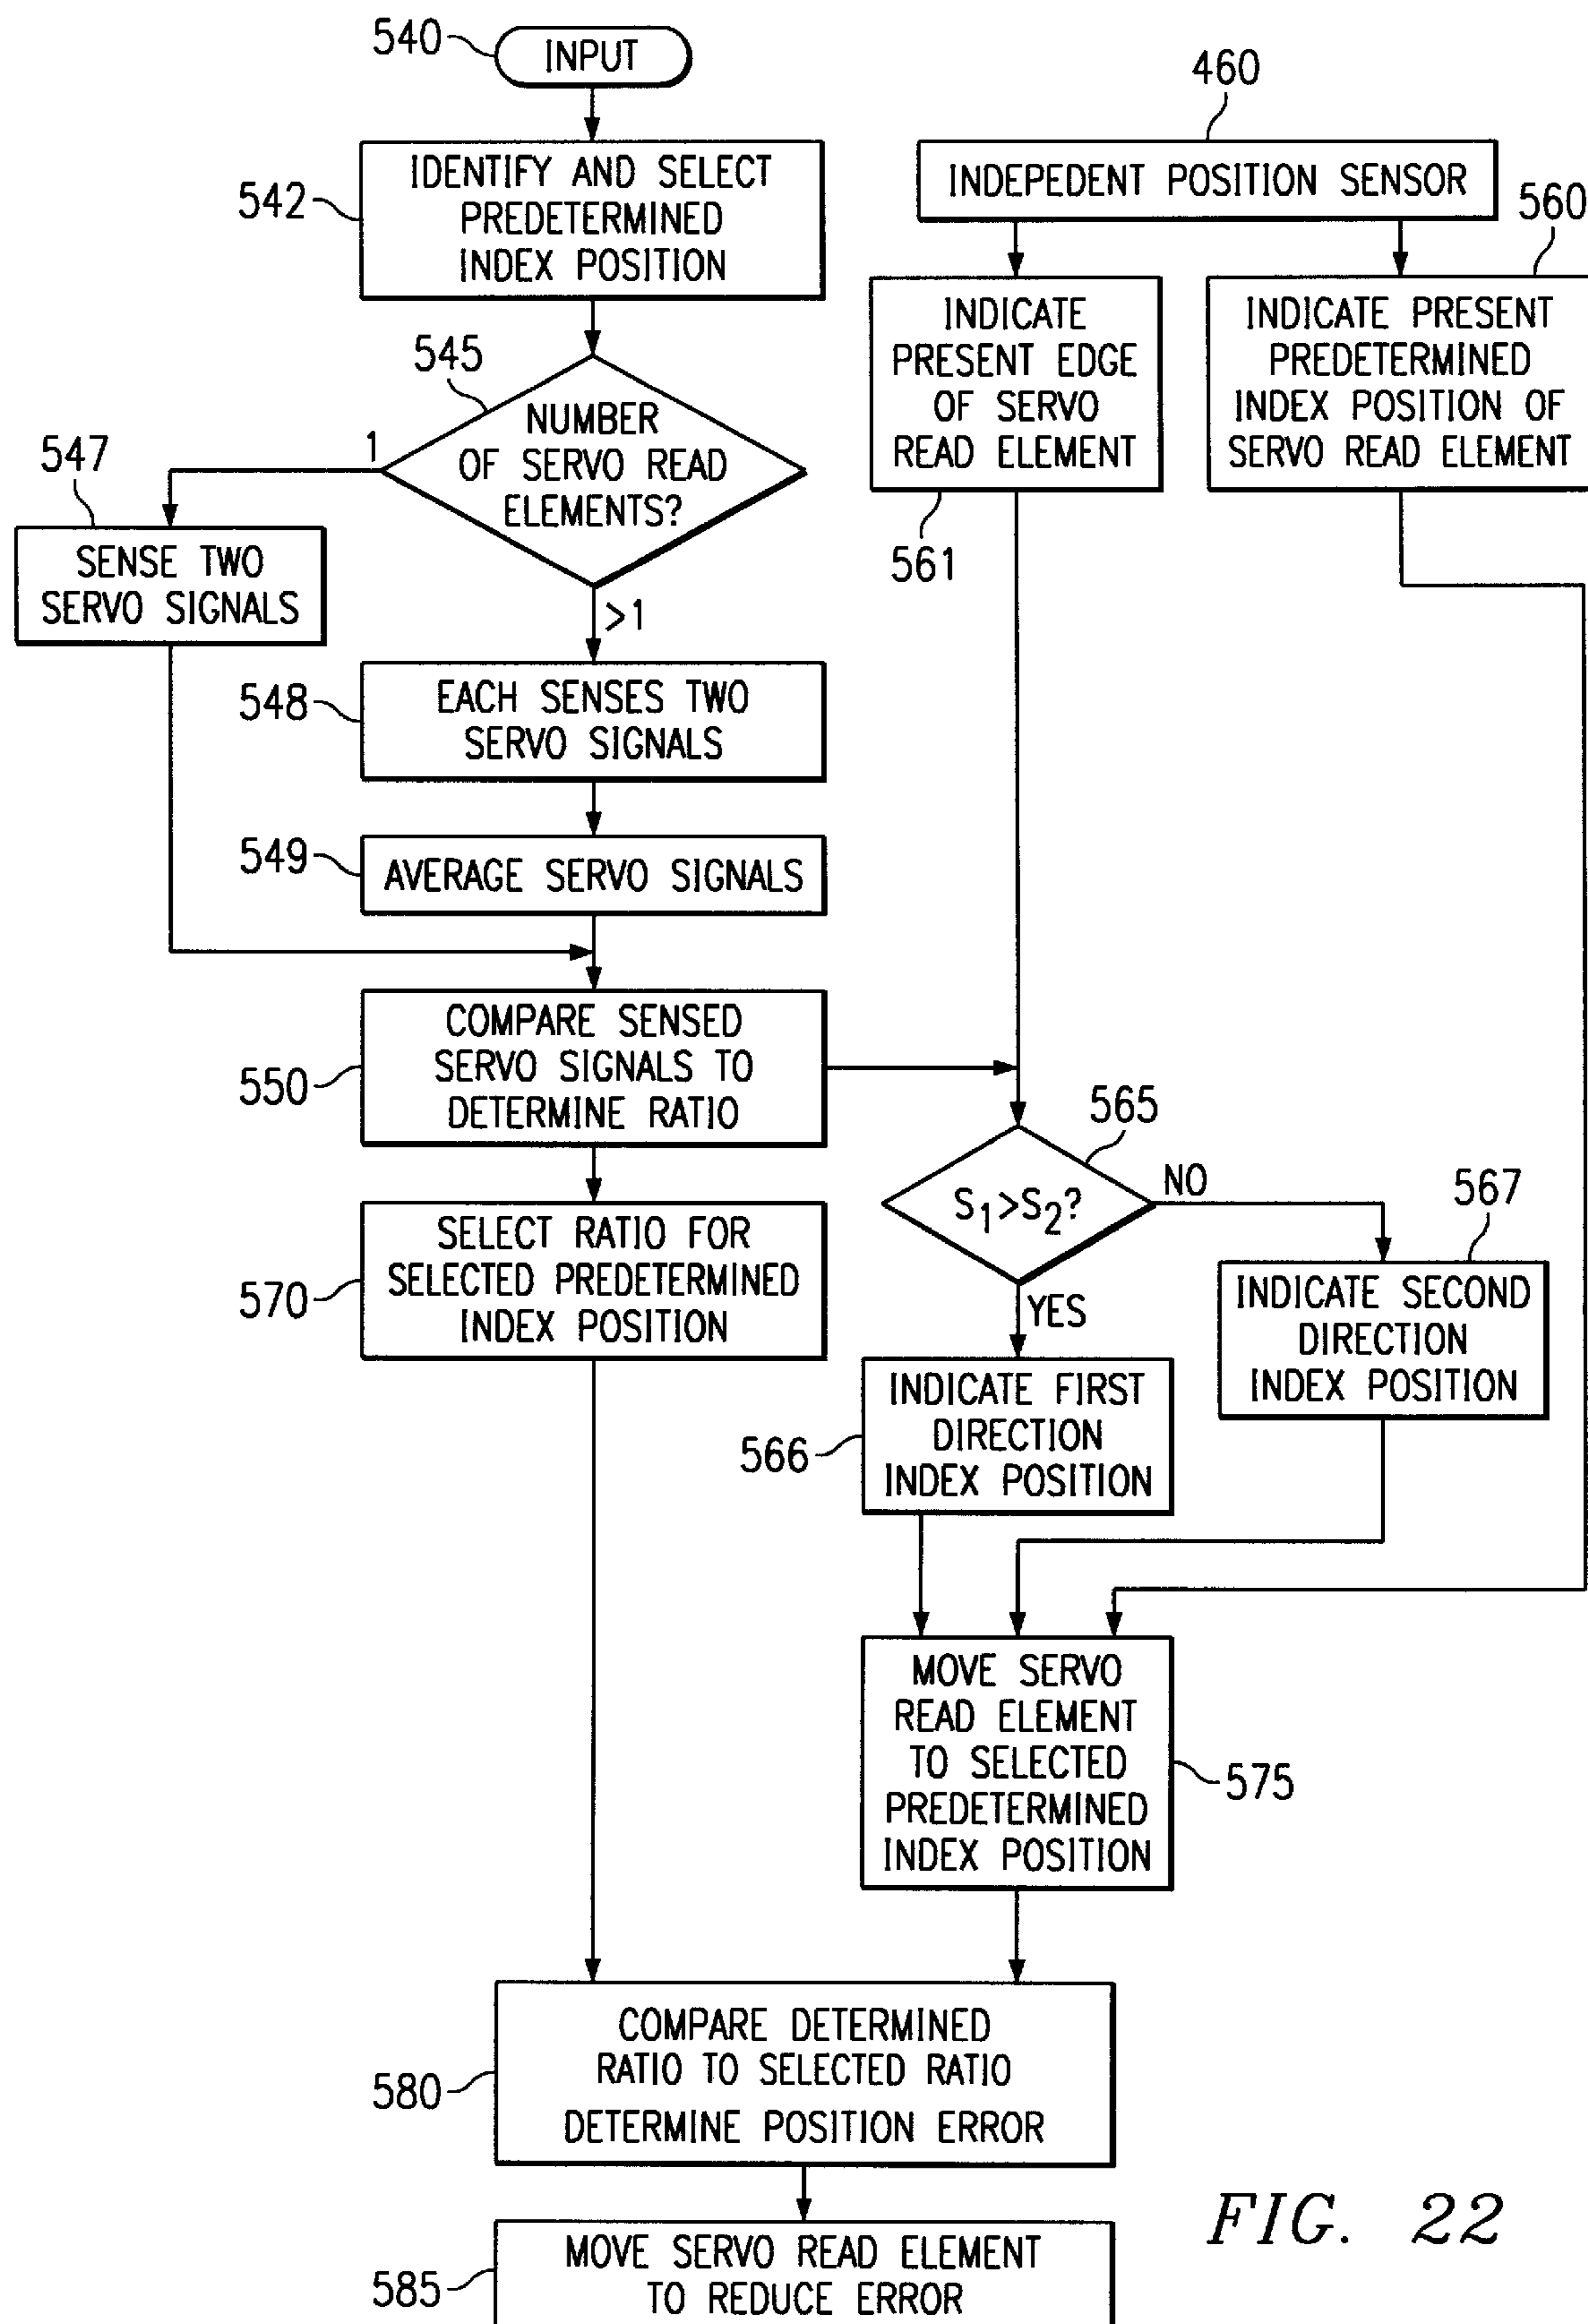 540
INPUT
460
542
IDENTIFY AND SELECT
PREDETERMINED
INDEX POSITION
INDEPEDENT POSITION SENSOR
560
545
NUMBER
OF SERVO READ
ELEMENTS?
1
>1
INDICATE
PRESENT EDGE
OF SERVO
READ ELEMENT
561
INDICATE PRESENT
PREDETERMINED
INDEX POSITION OF
SERVO READ ELEMENT
547
SENSE TWO
SERVO SIGNALS
548
EACH SENSES TWO
SERVO SIGNALS
549
AVERAGE SERVO SIGNALS
550
COMPARE SENSED
SERVO SIGNALS TO
DETERMINE RATIO
565
S1>S2?
NO
YES
567
INDICATE SECOND
DIRECTION
INDEX POSITION
570
SELECT RATIO FOR
SELECTED PREDETERMINED
INDEX POSITION
566
INDICATE FIRST
DIRECTION
INDEX POSITION
MOVE SERVO
READ ELEMENT
TO SELECTED
PREDETERMINED
INDEX POSITION
575
580
COMPARE DETERMINED
RATIO TO SELECTED RATIO
DETERMINE POSITION ERROR
585
MOVE SERVO READ ELEMENT
TO REDUCE ERROR
FIG. 22